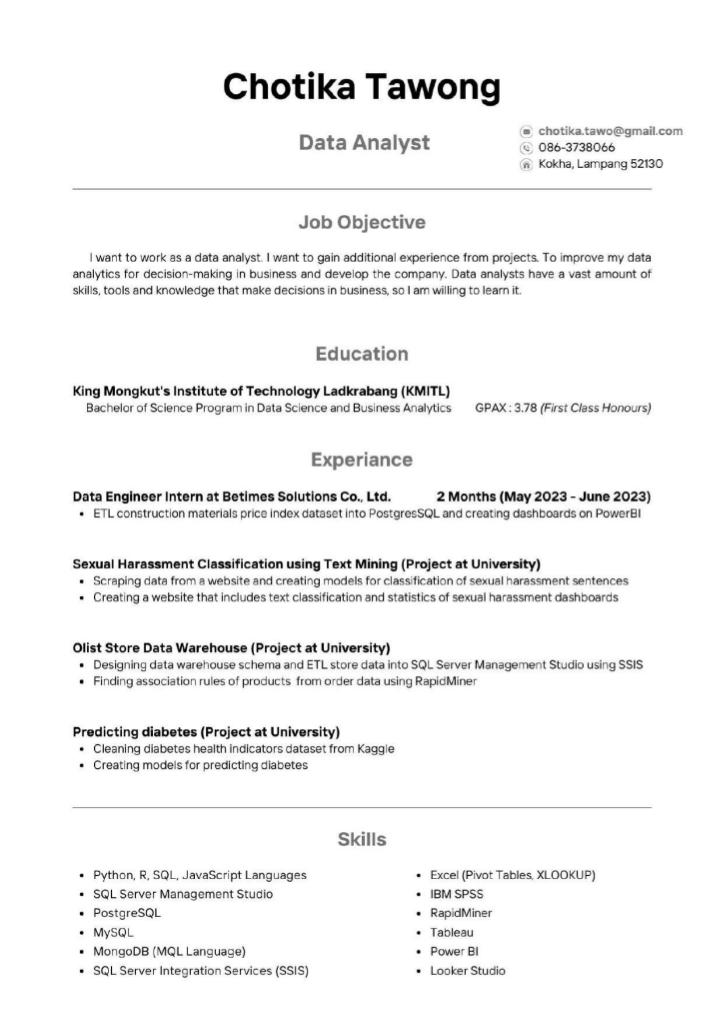 Chotika Tawong
Data Analyst
chotika.tawo@gmail.com
086-3738066
Kokha, Lampang 52130
Job Objective
I want to work as a data analyst. I want to gain additional experience from projects. To improve my data
analytics for decision-making in business and develop the company. Data analysts have a vast amount of
skills, tools and knowledge that make decisions in business, so I am willing to learn it.
Education
King Mongkut's Institute of Technology Ladkrabang (KMITL)
Bachelor of Science Program in Data Science and Business Analytics GPAX : 3.78 (First Class Honours)
Experiance
Data Engineer Intern at Betimes Solutions Co., Ltd. 2 Months (May 2023 - June 2023)
• ETL construction materials price index dataset into PostgresSQL and creating dashboards on PowerBI
Sexual Harassment Classification using Text Mining (Project at University)
• Scraping data from a website and creating models for classification of sexual harassment sentences
• Creating a website that includes text classification and statistics of sexual harassment dashboards
Olist Store Data Warehouse (Project at University)
• Designing data warehouse schema and ETL store data into SQL Server Management Studio using SSIS
• Finding association rules of products from order data using RapidMiner
Predicting diabetes (Project at University)
• Cleaning diabetes health indicators dataset from Kaggle
• Creating models for predicting diabetes
Skills
• Python, R, SQL, JavaScript Languages
• SQL Server Management Studio
• PostgreSQL
• MySQL
• MongoDB (MQL Language)
• SQL Server Integration Services (SSIS)
• Excel (Pivot Tables, XLOOKUP)
• IBM SPSS
• RapidMiner
• Tableau
• Power BI
• Looker Studio